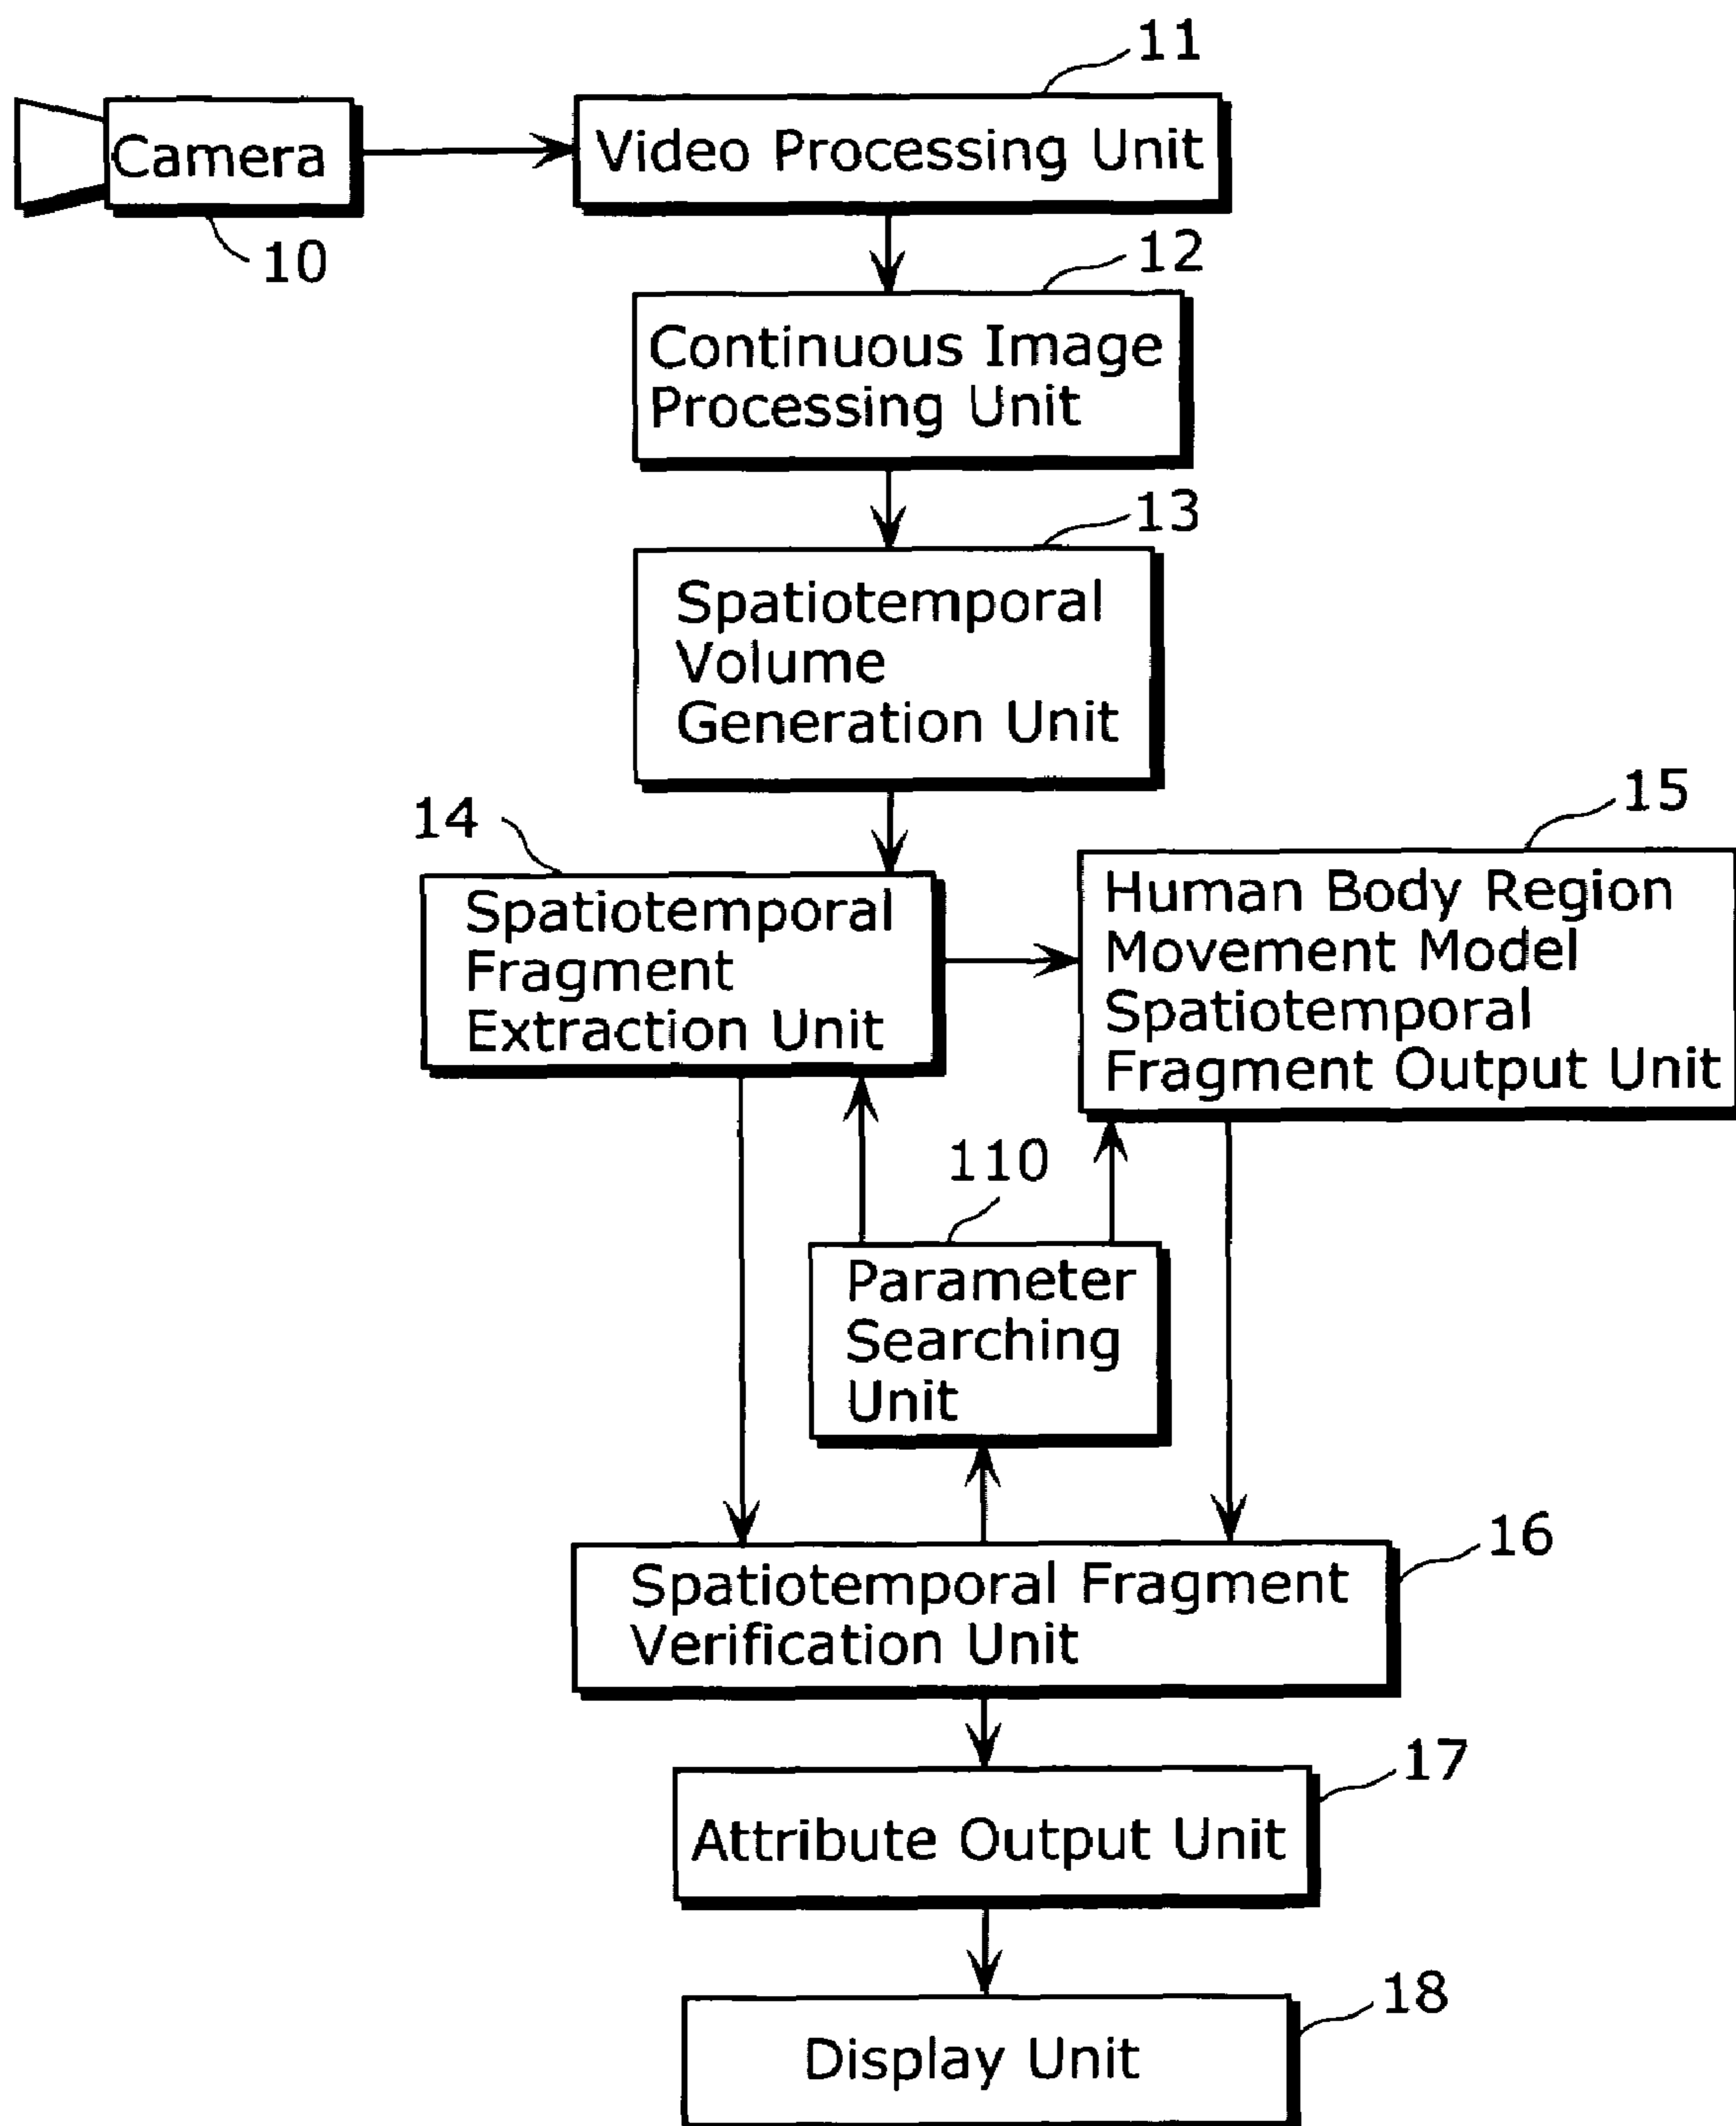 11
Camera
Video Processing Unit
10
12
Continuous Image
Processing Unit
13
Spatiotemporal
Volume
Generation Unit
14
15
Spatiotemporal
Fragment
Extraction Unit
Human Body Region
Movement Model
Spatiotemporal
Fragment Output Unit
110
Parameter
Searching
Unit
16
Spatiotemporal Fragment
Verification Unit
17
Attribute Output Unit
18
Display Unit